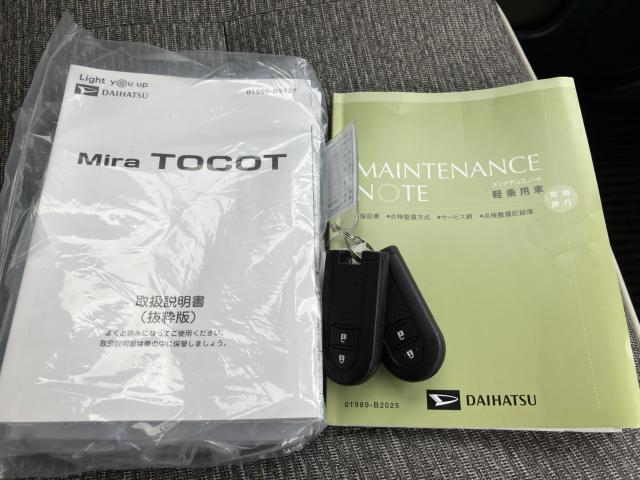 Light you up
DAIHATSU
01999-B2427
Mira TOCOT
取扱説明書
(抜粋版)
よくお読みになってご使用ください。
取扱説明書は車の中に保管しましょう。
MAINTENANCE
NOTE
メンテナンスノート
軽乗用車
常時
携行
保証書 ●点検整備方式 ●サービス網 ●点検整備記録簿
01989-B2025
DAIHATSU